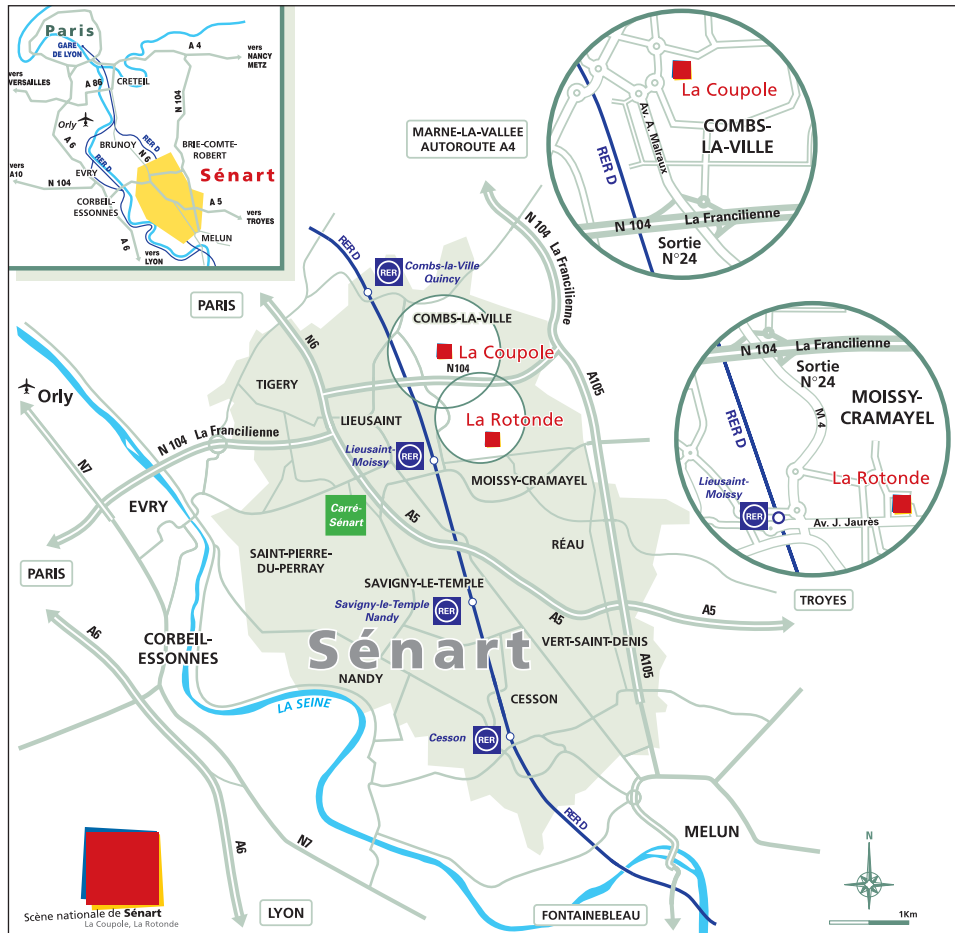 Paris
GARE
DE LYON
A 4
vers
NANCY
METZ
vers
VERSAILLES
A 86
CRETEIL
N 104
Orly
A 6
BRUNOY
RER D
N 6
BRIE-COMTE-
ROBERT
RER D
vers
A10
N 104
EVRY
Sénart
CORBEIL-
ESSONNES
A 5
vers
TROYES
MELUN
A 6
vers
LYON
MARNE-LA-VALLEE
AUTOROUTE A4
La Coupole
COMBS-
LA-VILLE
Av. A. Malraux
RER D
N 104
La Francilienne
Sortie
N°24
N 104
La Francilienne
Sortie
N°24
MOISSY-
CRAMAYEL
RER D
M 4
Lieusaint-
Moissy
RER
La Rotonde
Av. J. Jaurès
RER D
RER
Combs-la-Ville
Quincy
N 104
La Francilienne
PARIS
N6
COMBS-LA-VILLE
La Coupole
N104
TIGERY
A105
Orly
LIEUSAINT
La Rotonde
N 104
La Francilienne
N7
Lieusaint-
Moissy
RER
MOISSY-CRAMAYEL
EVRY
Carré-
Sénart
A5
RÉAU
SAINT-PIERRE-
DU-PERRAY
PARIS
SAVIGNY-LE-TEMPLE
TROYES
Savigny-le-Temple
Nandy
RER
A5
A5
A6
CORBEIL-
ESSONNES
VERT-SAINT-DENIS
Sénart
A105
NANDY
CESSON
LA SEINE
Cesson
RER
RER D
MELUN
N7
A6
N
Scène nationale de Sénart
La Coupole, La Rotonde
LYON
FONTAINEBLEAU
1Km